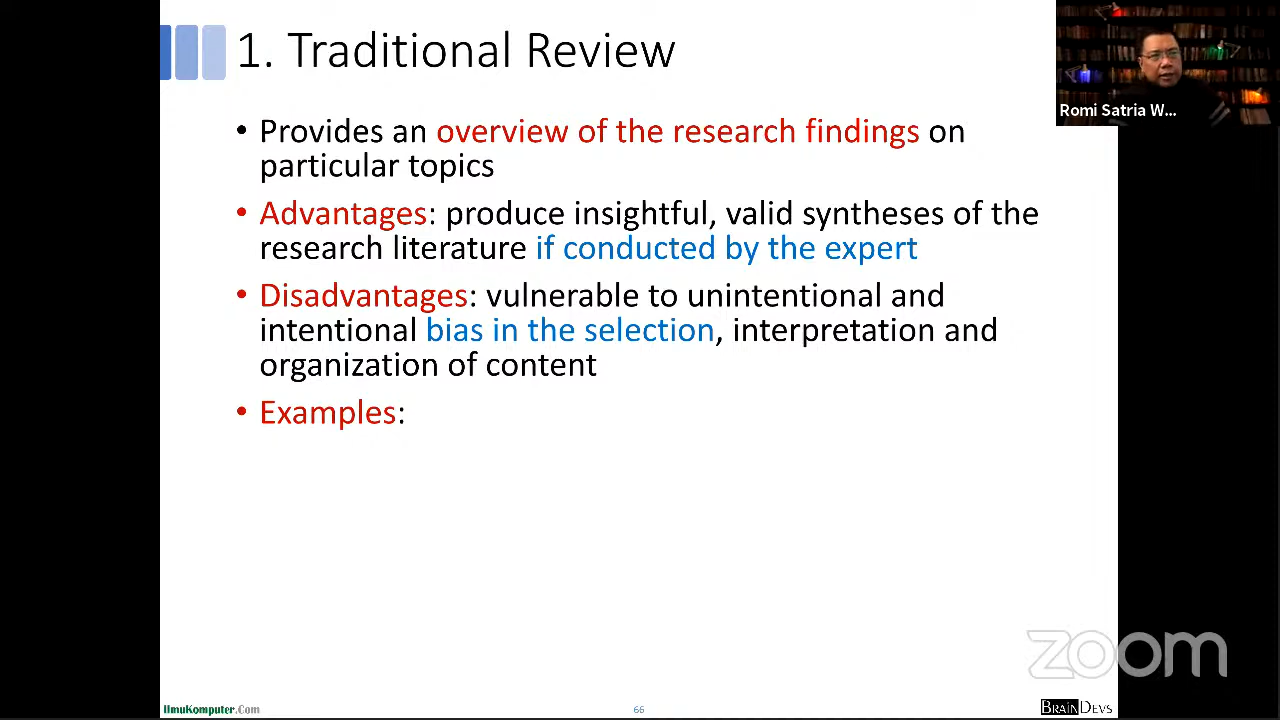 1. Traditional Review
Romi Satria W...
• Provides an overview of the research findings on
particular topics
• Advantages: produce insightful, valid syntheses of the
research literature if conducted by the expert
• Disadvantages: vulnerable to unintentional and
intentional bias in the selection, interpretation and
organization of content
• Examples:
zoom
IlmuKomputer.Com
66
BRAINDEVS